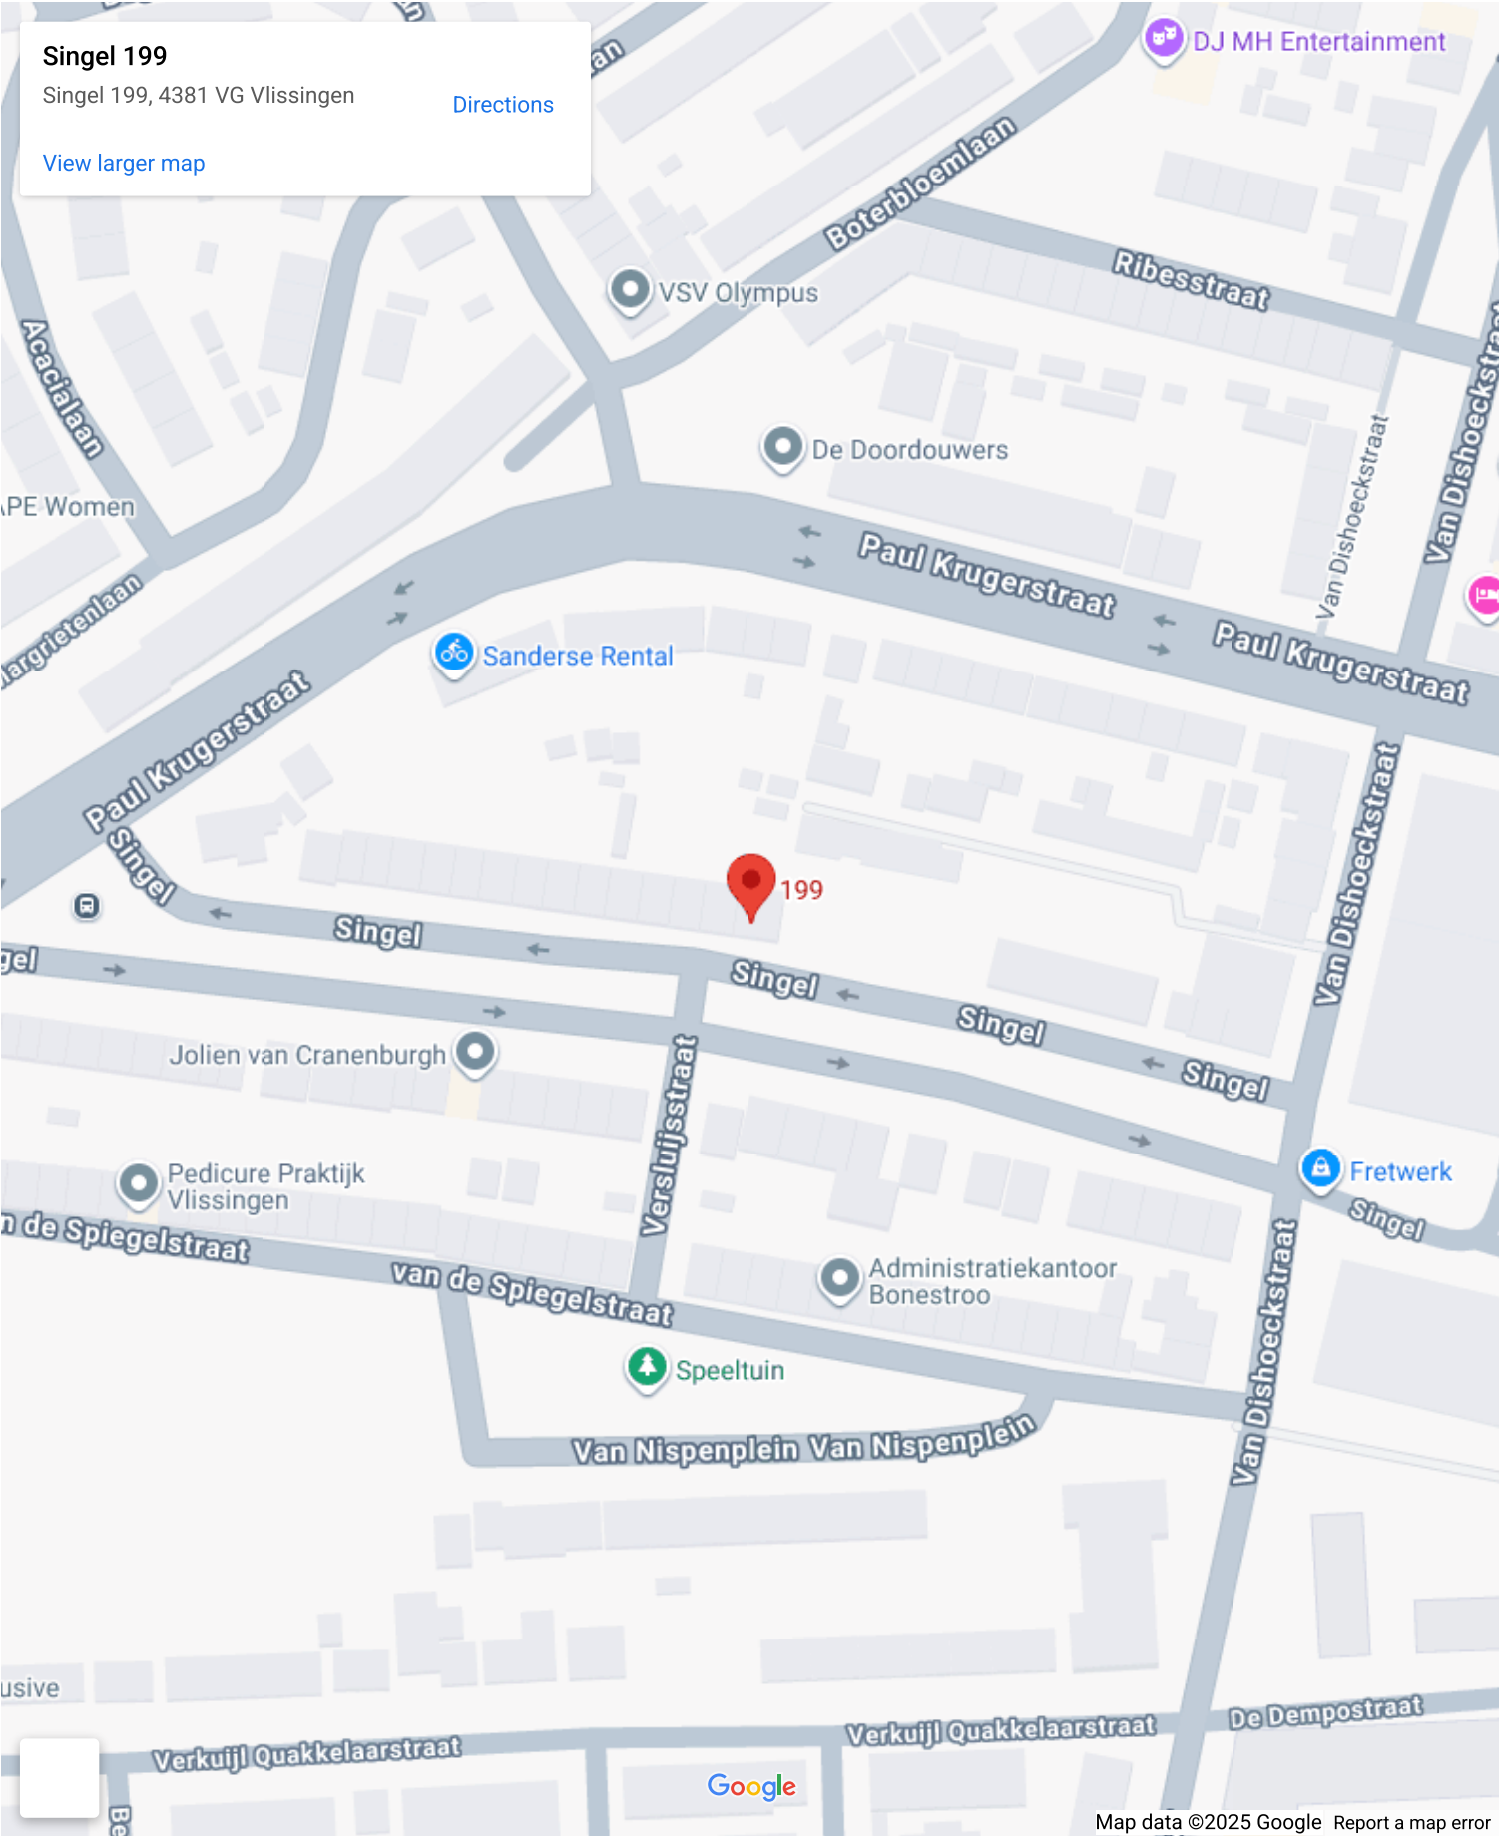 Singel 199
Singel 199, 4381 VG Vlissingen
Directions
View larger map
DJ MH Entertainment
Boterbloemlaan
Ribesstraat
VSV Olympus
Acacialaan
Van Dishoeckstraat
Van Dishoeckstraat
De Doordouwers
APE Women
Paul Krugerstraat
Paul Krugerstraat
Margrietenlaan
Sanderse Rental
Paul Krugerstraat
Singel
Van Dishoeckstraat
199
Singel
gel
Singel
Singel
Singel
Jolien van Cranenburgh
Versluijsstraat
Pedicure Praktijk
Vlissingen
Fretwerk
Singel
n de Spiegelstraat
van de Spiegelstraat
Administratiekantoor
Bonestroo
Van Dishoeckstraat
Speeltuin
Van Nispenplein Van Nispenplein
usive
Verkuijl Quakkelaarstraat
Verkuijl Quakkelaarstraat
De Dempostraat
Be
Google
Map data ©2025 Google
Report a map error